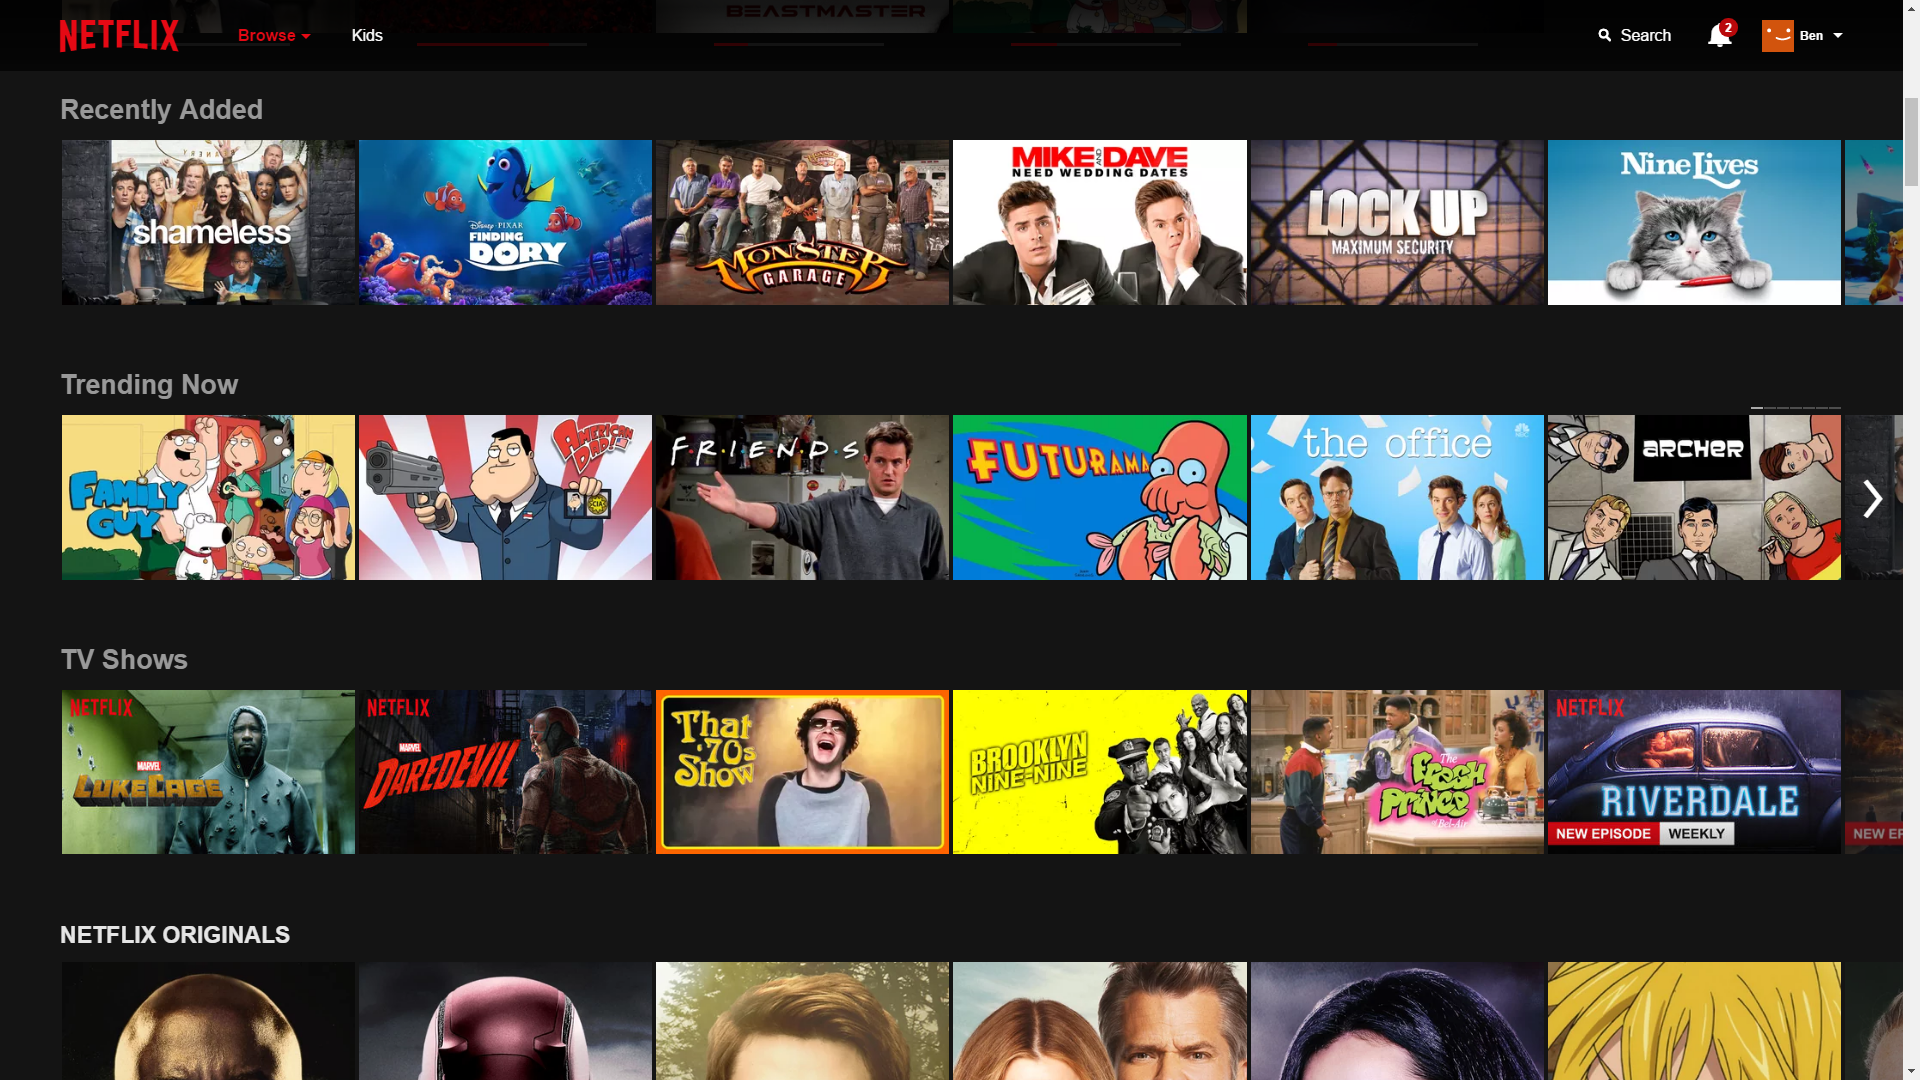 BEASTMASTER
NETFLIX
Browse
Kids
Search
2
Ben
Recently Added
shameless
Disney·PIXAR
FINDING
DORY
MONSTER
GARAGE
MIKE AND DAVE
NEED WEDDING DATES
LOCK UP
MAXIMUM SECURITY
Nine Lives
Trending Now
FAMILY
GUY
AMERICAN
DAD!
F·R·I·E·N·D·S
FUTURAMA
the office
ARCHER
TV Shows
NETFLIX
MARVEL
LUKE CAGE
NETFLIX
MARVEL
DAREDEVIL
That
'70s
Show
BROOKLYN
NINE-NINE
The
Fresh
Prince
of Bel-Air
NETFLIX
RIVERDALE
NEW EPISODE WEEKLY
NEW EP
NETFLIX ORIGINALS